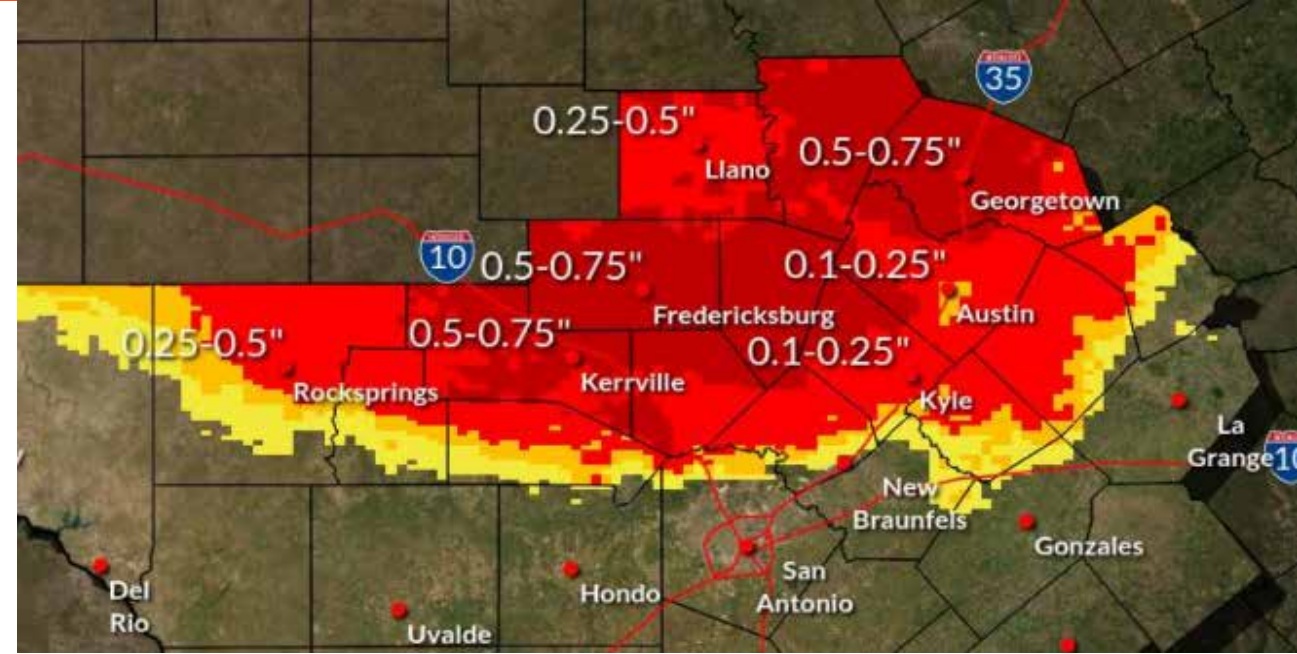 35
0.25-0.5"
0.5-0.75"
Llano
Georgetown
10
0.5-0.75"
0.1-0.25"
Fredericksburg
Austin
0.25-0.5"
0.5-0.75"
0.1-0.25"
Rocksprings
Kerrville
Kyle
La
Grange
10
New
Braunfels
Gonzales
San
Antonio
Hondo
Del
Rio
Uvalde